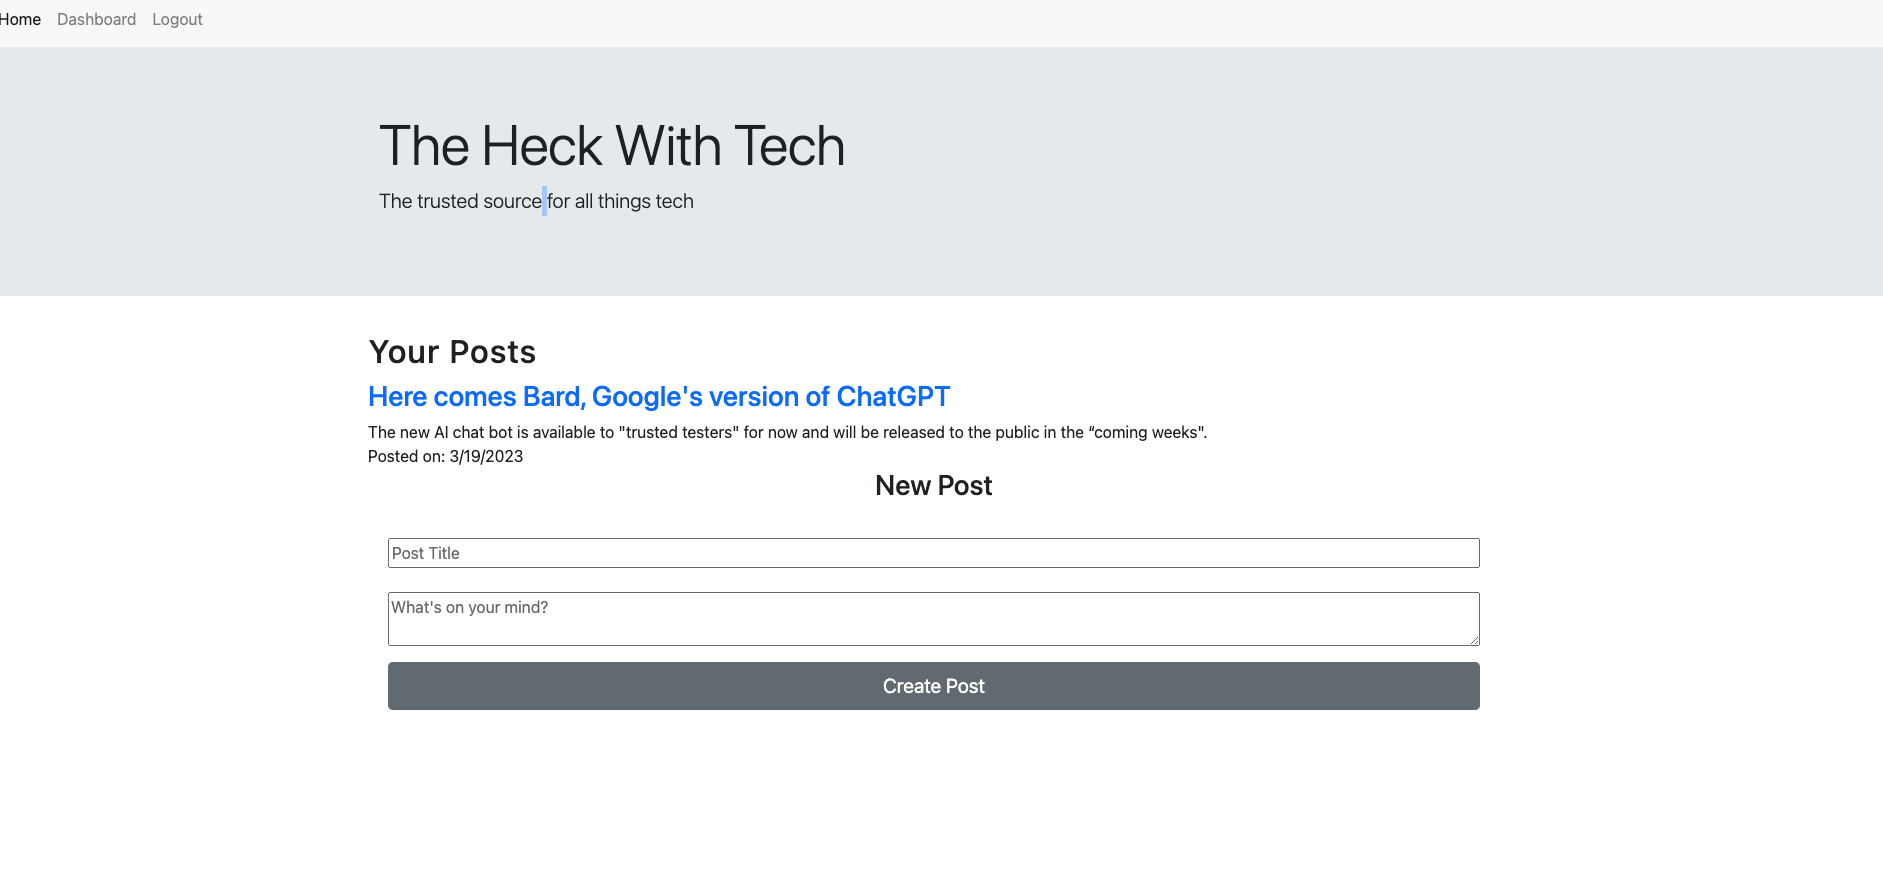 Home Dashboard Logout
The Heck With Tech
The trusted source for all things tech
Your Posts
Here comes Bard, Google's version of ChatGPT
The new AI chat bot is available to "trusted testers" for now and will be released to the public in the “coming weeks".
Posted on: 3/19/2023
New Post
Post Title
What's on your mind?
Create Post